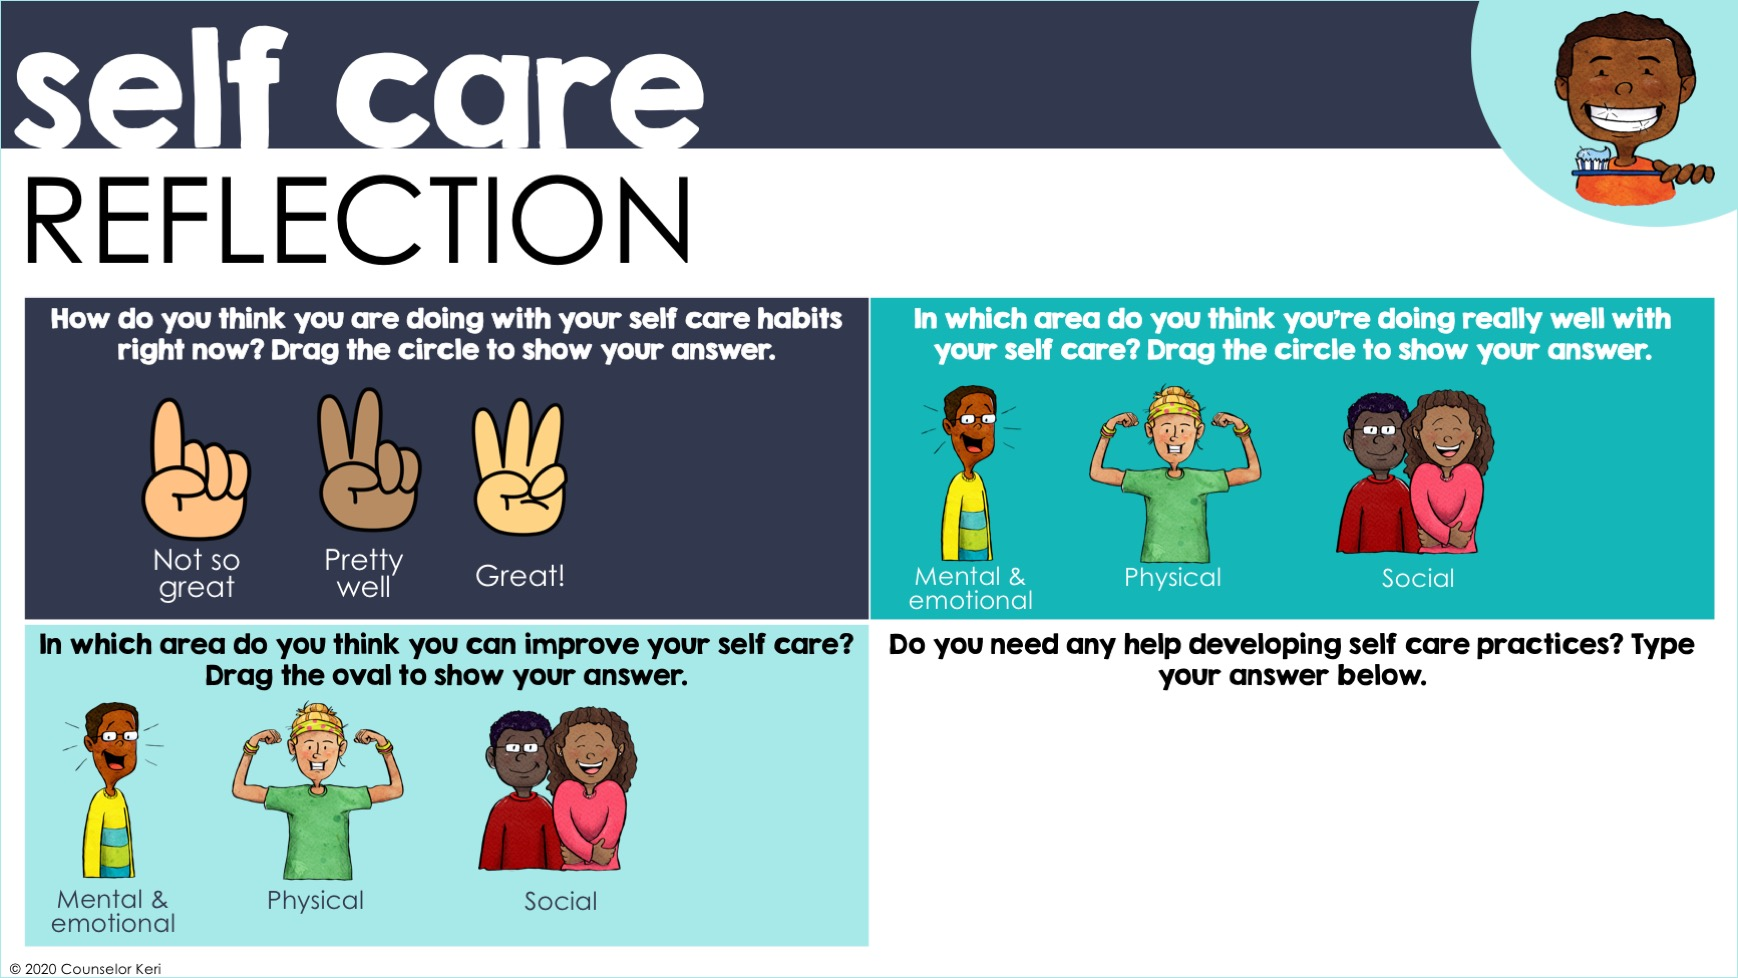 self care
REFLECTION
How do you think you are doing with your self care habits
right now? Drag the circle to show your answer.
Not so
great
Pretty
well
Great!
In which area do you think you're doing really well with
your self care? Drag the circle to show your answer.
Mental &
emotional
Physical
Social
In which area do you think you can improve your self care?
Drag the oval to show your answer.
Mental &
emotional
Physical
Social
Do you need any help developing self care practices? Type
your answer below.
© 2020 Counselor Keri